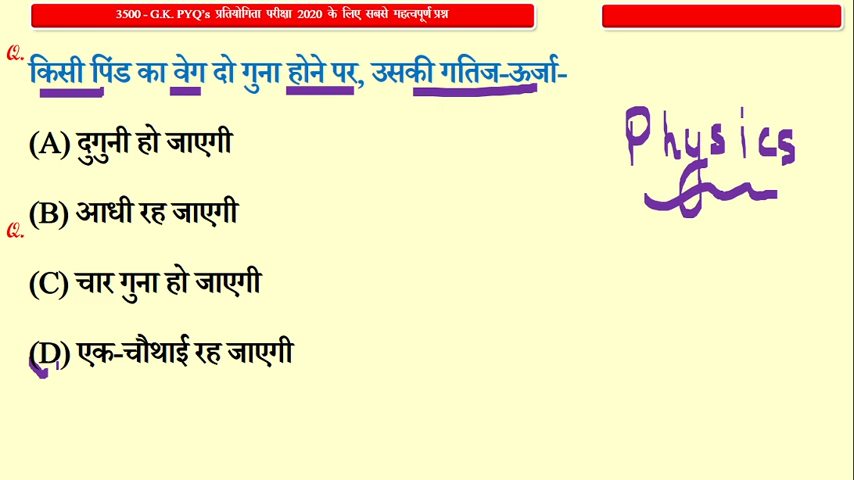 3500 - G.K. PYQ's प्रतियोगिता परीक्षा 2020 के लिए सबसे महत्वपूर्ण प्रश्न
Q.
किसी पिंड का वेग दो गुना होने पर, उसकी गतिज-ऊर्जा-
Physics
(A) दुगुनी हो जाएगी
(B) आधी रह जाएगी
Q.
(C) चार गुना हो जाएगी
(D) एक-चौथाई रह जाएगी